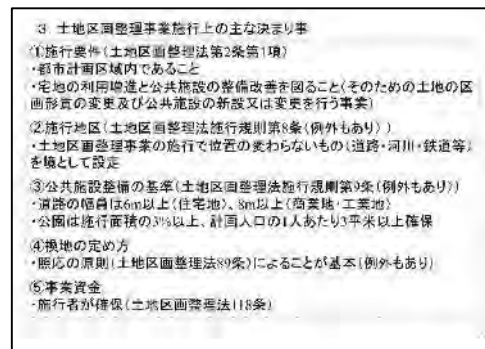 3. 土地区画整理事業施行上の主な決まり事
①施行要件(土地区画整理法第2条第1項)
・都市計画区域内であること
・宅地の利用増進と公共施設の整備改善を図ること(そのための土地の区
画形質の変更及び公共施設の新設又は変更を行う事業)
②施行地区(土地区画整理法施行規則第8条(例外もあり))
・土地区画整理事業の施行で位置の変わらないもの(道路・河川・鉄道等)
を境として設定
③公共施設整備の基準(土地区画整理法施行規則第9条(例外もあり))
・道路の幅員は6m以上(住宅地)、8m以上(商業地・工業地)
・公園は施行面積の3%以上、計画人口の1人あたり3平米以上確保
④換地の定め方
・照応の原則(土地区画整理法89条)によることが基本(例外もあり)
⑤事業資金
・施行者が確保(土地区画整理法118条)